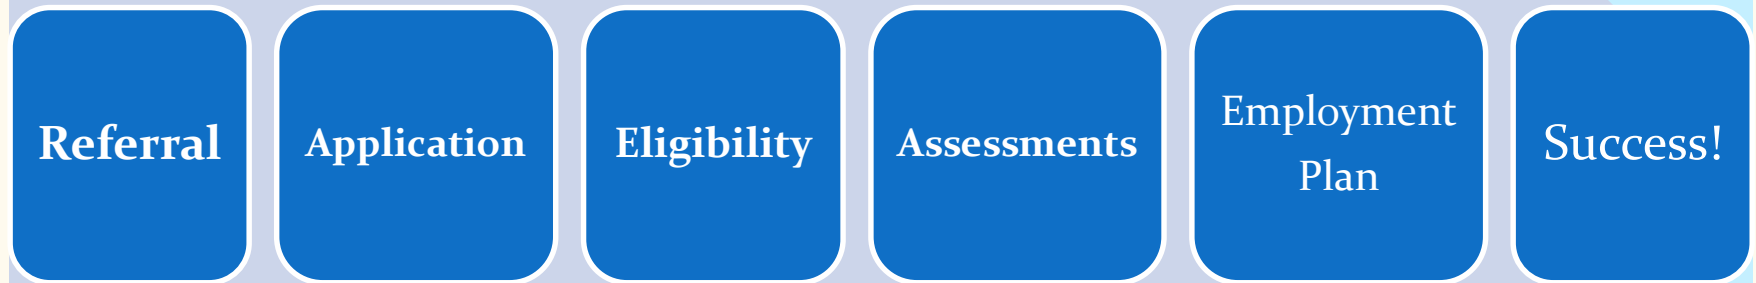 Referral
Application
Eligibility
Assessments
Employment
Plan
Success!